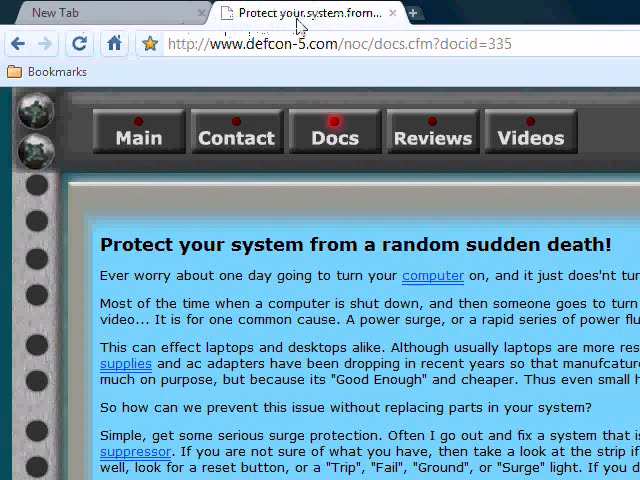 New Tab
Protect your system from...
http://www.defcon-5.com/noc/docs.cfm?docid=335
Bookmarks
Main
Contact
Docs
Reviews
Videos
Protect your system from a random sudden death!
Ever worry about one day going to turn your computer on, and it just does'nt tur
Most of the time when a computer is shut down, and then someone goes to turn
video... It is for one common cause. A power surge, or a rapid series of power flu
This can effect laptops and desktops alike. Although usually laptops are more res
supplies and ac adapters have been dropping in recent years so that manufcature
much on purpose, but because its "Good Enough" and cheaper. Thus even small h
So how can we prevent this issue without replacing parts in your system?
Simple, get some serious surge protection. Often I go out and fix a system that is
suppressor. If you are not sure of what you have, then take a look at the strip if
well, look for a reset button, or a "Trip", "Fail", "Ground", or "Surge" light. If you d